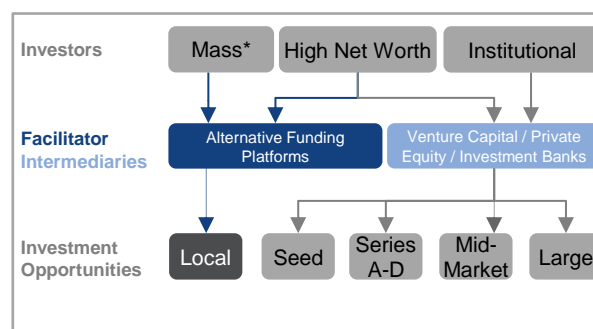 Investors
Mass*
High Net Worth
Institutional
Facilitator
Intermediaries
Alternative Funding
Platforms
Venture Capital / Private
Equity / Investment Banks
Investment
Opportunities
Local
Seed
Series
A-D
Mid-
Market
Large